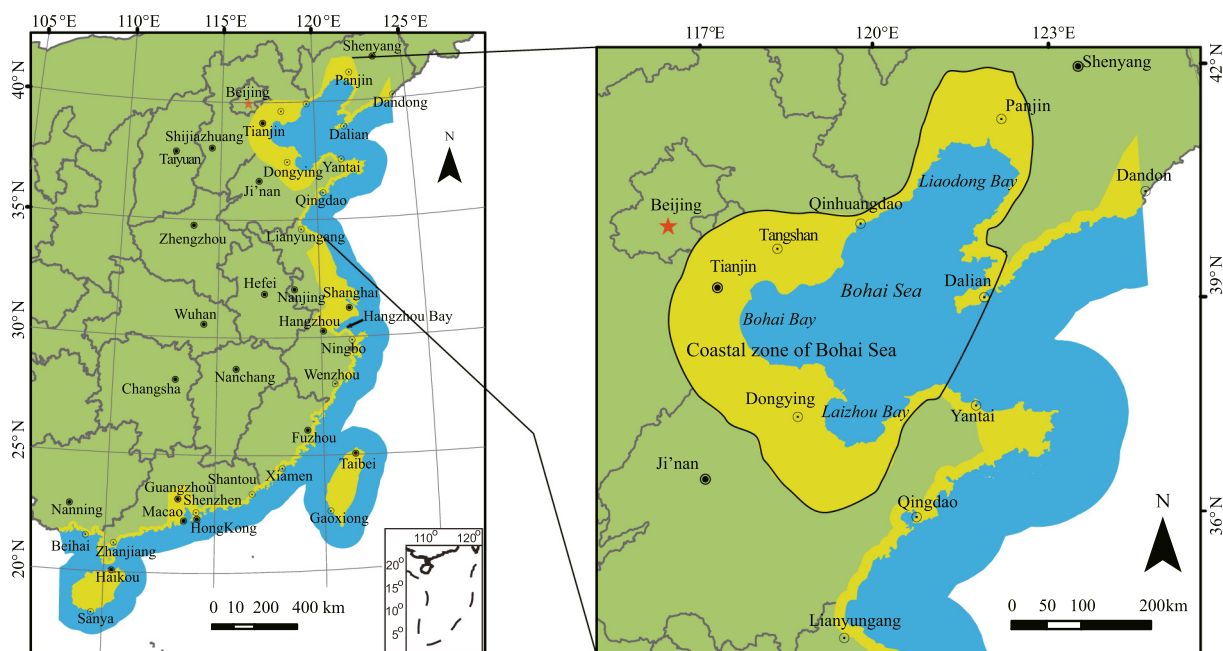 105°E 110°E 115°E 120°E 125°E
40°N
35°N
30°N
25°N
20°N
Shenyang
Panjin
Beijing
Dandong
Tianjin
Dalian
Shijiazhuang
Taiyuan
Dongying
Yantai
Ji'nan
Qingdao
Zhengzhou
Lianyungang
Hefei
Nanjing
Shanghai
Wuhan
Hangzhou
Hangzhou Bay
Ningbo
Changsha
Nanchang
Wenzhou
Fuzhou
Taibei
Xiamen
Shantou
Guangzhou
Shenzhen
Nanning
Macao
HongKong
Gaoxiong
Beihai
Zhanjiang
Haikou
Sanya
N
0 10 200 400 km
110° 120°
20°
15°
10°
5°
117°E 120°E 123°E
42°N
39°N
36°N
Shenyang
Panjin
Liaodong Bay
Dandon
Beijing
Qinhuangdao
Tangshan
Tianjin
Dalian
Bohai Sea
Bohai Bay
Coastal zone of Bohai Sea
Dongying
Laizhou Bay
Yantai
Ji'nan
Qingdao
Lianyungang
N
0 50 100 200km